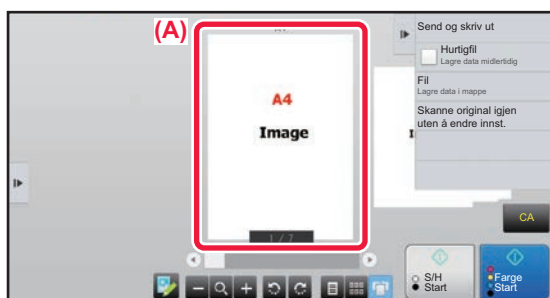 (A)
A4
Image
1 / 7
Send og skriv ut
Hurtigfil
Lagre data midlertidig
Fil
Lagre data i mappe
Skanne original igjen
uten å endre innst.
CA
S/H
Start
Farge
Start